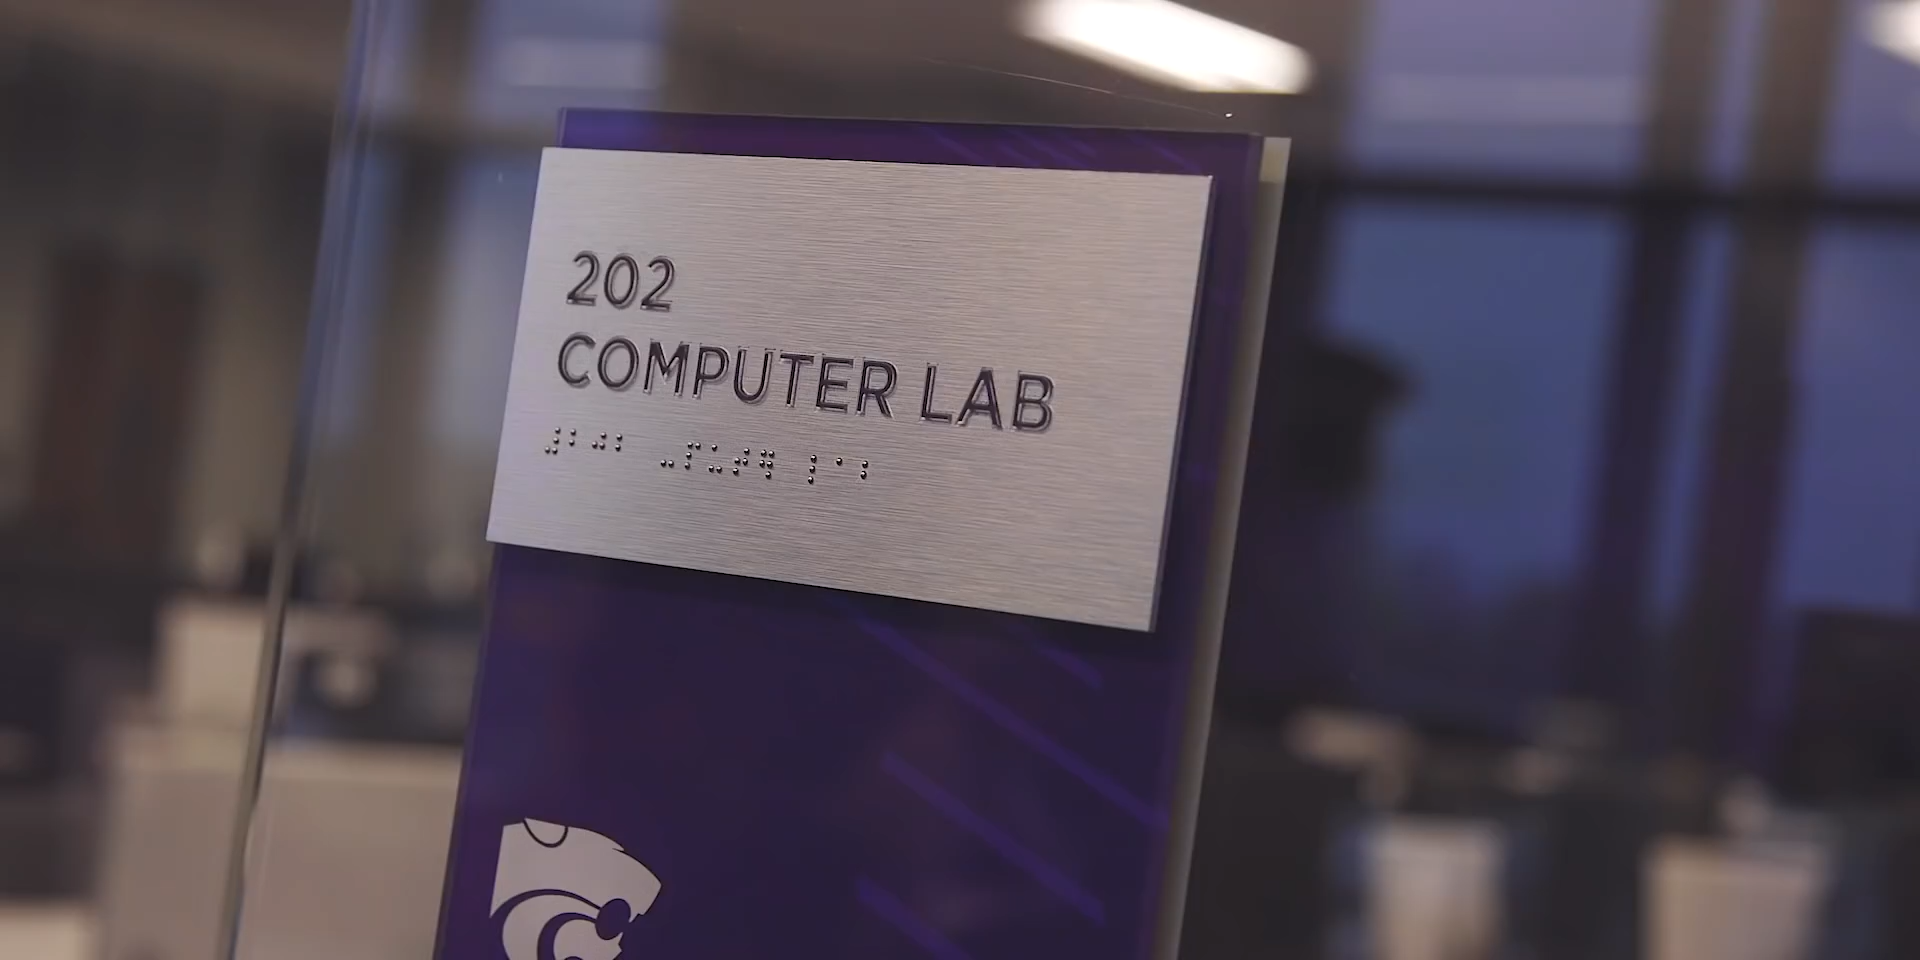 202
COMPUTER LAB
⠼⠃⠚⠃ ⠤⠏⠥⠞⠻ ⠇⠁⠃